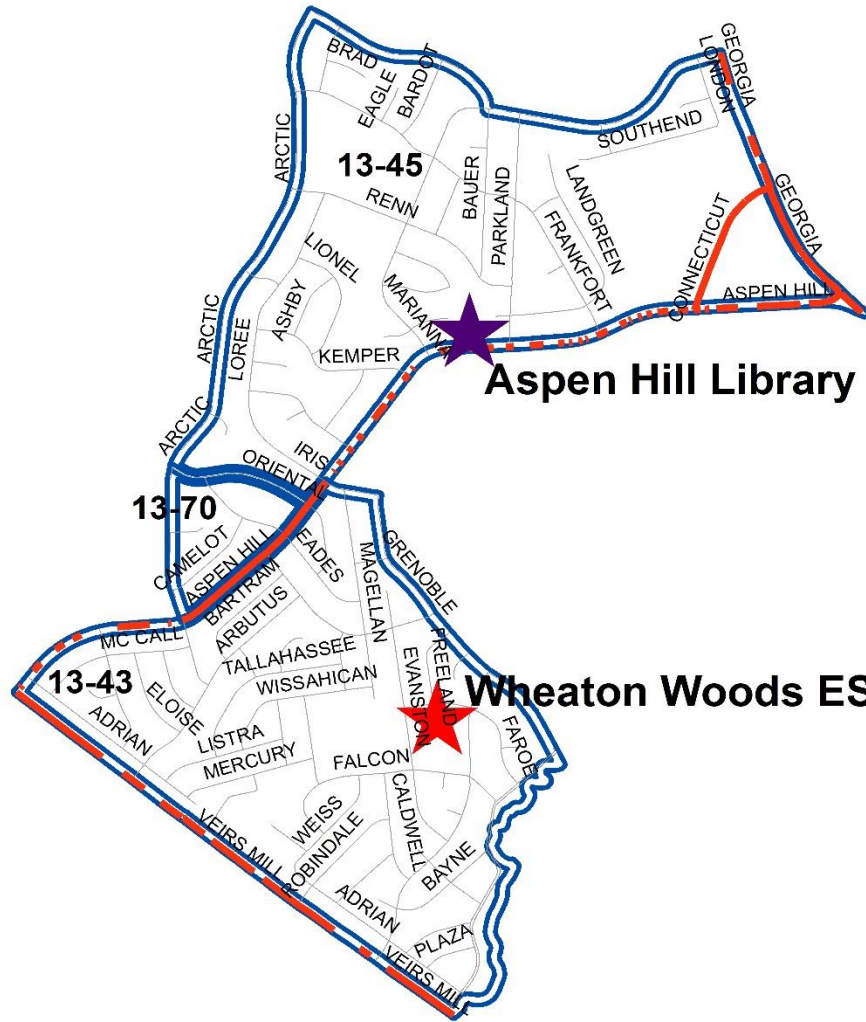 BRAD
EAGLE
BARDOT
GEORGIA
LONDON
SOUTHEND
ARCTIC
13-45
RENN
BAUER
PARKLAND
LANDGREEN
FRANKFORT
CONNECTICUT
GEORGIA
LIONEL
ASHBY
MARIANNA
ASPEN HILL
ARCTIC
LOREE
KEMPER
Aspen Hill Library
ARCTIC
IRIS
ORIENTAL
13-70
CAMELOT
ASPEN HILL
EADES
MAGELLAN
GRENOBLE
BARTRAM
ARBUTUS
MC CALL
TALLAHASSEE
WISSAHICAN
EVANSTON
PREELAND
13-43
ELOISE
Wheaton Woods ES
ADRIAN
LISTRA
MERCURY
FALCON
FAROE
VEIRS MILL
WEISS
ROBINDALE
CALDWELL
BAYNE
ADRIAN
PLAZA
VEIRS MILL